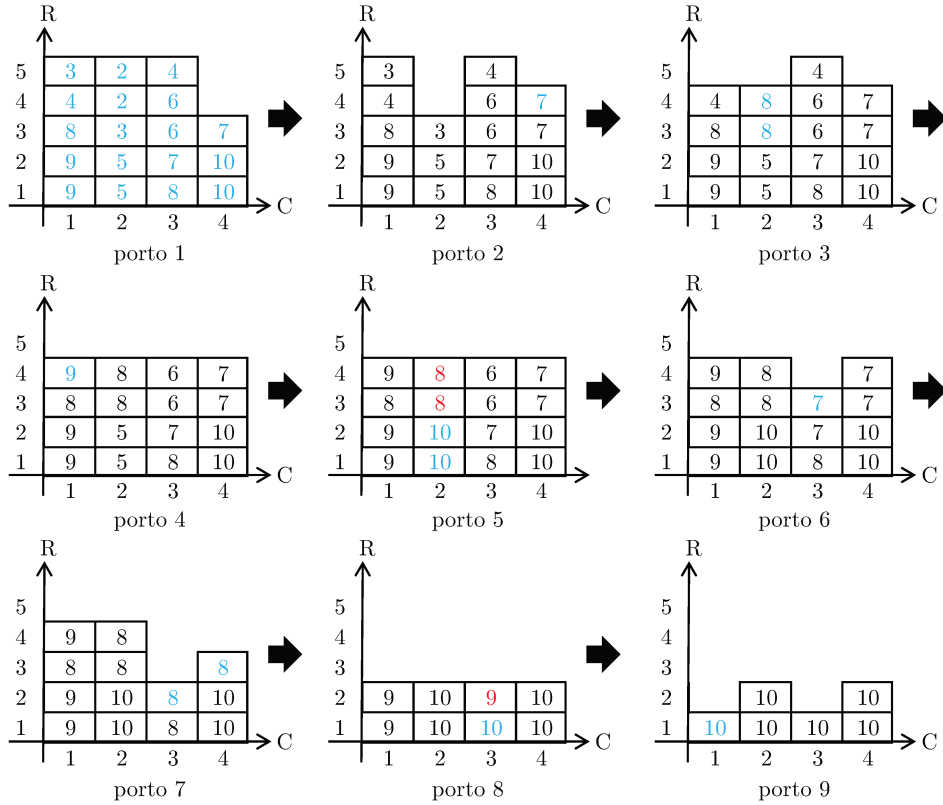 R
5 3 2 4
4 4 2 6
3 8 3 6 7
2 9 5 7 10
1 9 5 8 10
C
1 2 3 4
porto 1
R
5 3 4
4 4 6 7
3 8 3 6 7
2 9 5 7 10
1 9 5 8 10
C
1 2 3 4
porto 2
R
5 4
4 4 8 6 7
3 8 8 6 7
2 9 5 7 10
1 9 5 8 10
C
1 2 3 4
porto 3
R
5
4 9 8 6 7
3 8 8 6 7
2 9 5 7 10
1 9 5 8 10
C
1 2 3 4
porto 4
R
5
4 9 8 6 7
3 8 8 6 7
2 9 10 7 10
1 9 10 8 10
C
1 2 3 4
porto 5
R
5
4 9 8 7
3 8 8 7 7
2 9 10 7 10
1 9 10 8 10
C
1 2 3 4
porto 6
R
5
4 9 8
3 8 8 8
2 9 10 8 10
1 9 10 8 10
C
1 2 3 4
porto 7
R
5
4
3
2 9 10 9 10
1 9 10 10 10
C
1 2 3 4
porto 8
R
5
4
3
2 10 10
1 10 10 10 10
C
1 2 3 4
porto 9